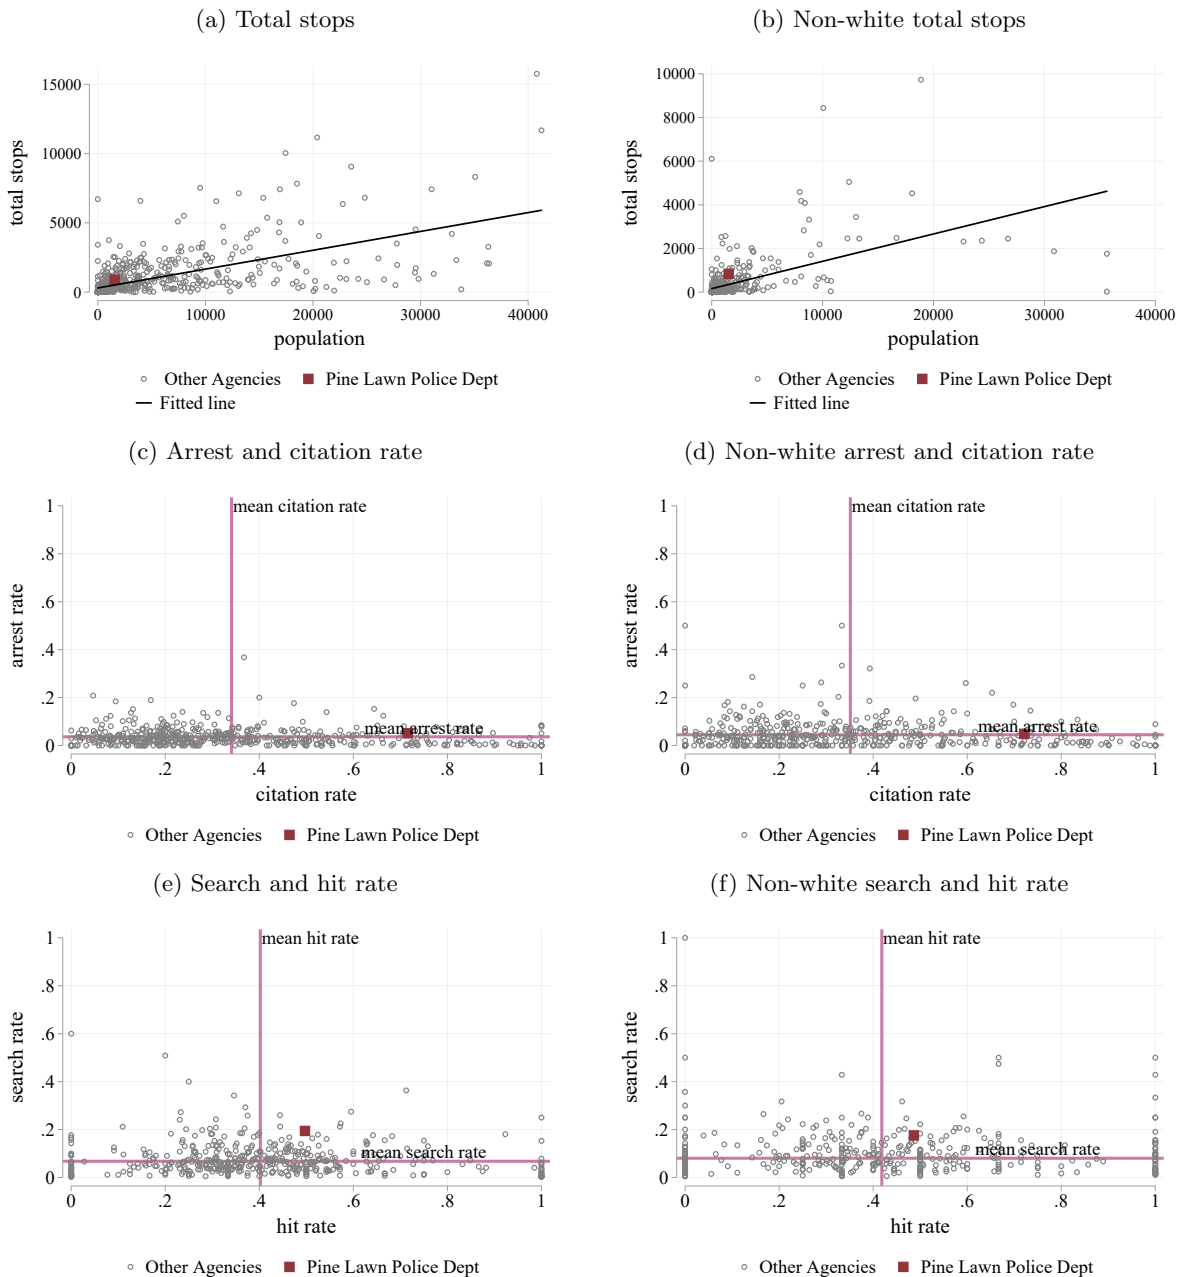 (a) Total stops
total stops
15000
10000
5000
0
0 10000 20000 30000 40000
population
Other Agencies Pine Lawn Police Dept
Fitted line
(b) Non-white total stops
total stops
10000
8000
6000
4000
2000
0
0 10000 20000 30000 40000
population
Other Agencies Pine Lawn Police Dept
Fitted line
(c) Arrest and citation rate
arrest rate
1
.8
.6
.4
.2
0
mean citation rate
mean arrest rate
0 .2 .4 .6 .8 1
citation rate
Other Agencies Pine Lawn Police Dept
(d) Non-white arrest and citation rate
arrest rate
1
.8
.6
.4
.2
0
mean citation rate
mean arrest rate
0 .2 .4 .6 .8 1
citation rate
Other Agencies Pine Lawn Police Dept
(e) Search and hit rate
search rate
1
.8
.6
.4
.2
0
mean hit rate
mean search rate
0 .2 .4 .6 .8 1
hit rate
Other Agencies Pine Lawn Police Dept
(f) Non-white search and hit rate
search rate
1
.8
.6
.4
.2
0
mean hit rate
mean search rate
0 .2 .4 .6 .8 1
hit rate
Other Agencies Pine Lawn Police Dept